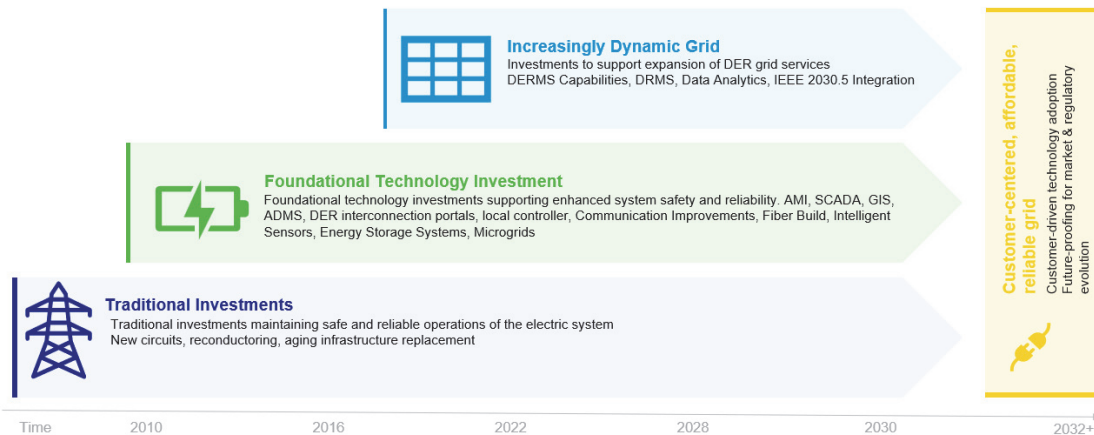 Increasingly Dynamic Grid
Investments to support expansion of DER grid services
DERMS Capabilities, DRMS, Data Analytics, IEEE 2030.5 Integration
Foundational Technology Investment
Foundational technology investments supporting enhanced system safety and reliability. AMI, SCADA, GIS,
ADMS, DER interconnection portals, local controller, Communication Improvements, Fiber Build, Intelligent
Sensors, Energy Storage Systems, Microgrids
Traditional Investments
Traditional investments maintaining safe and reliable operations of the electric system
New circuits, reconductoring, aging infrastructure replacement
Customer-centered, affordable,
reliable grid
Customer-driven technology adoption
Future-proofing for market & regulatory
evolution
Time 2010 2016 2022 2028 2030 2032+